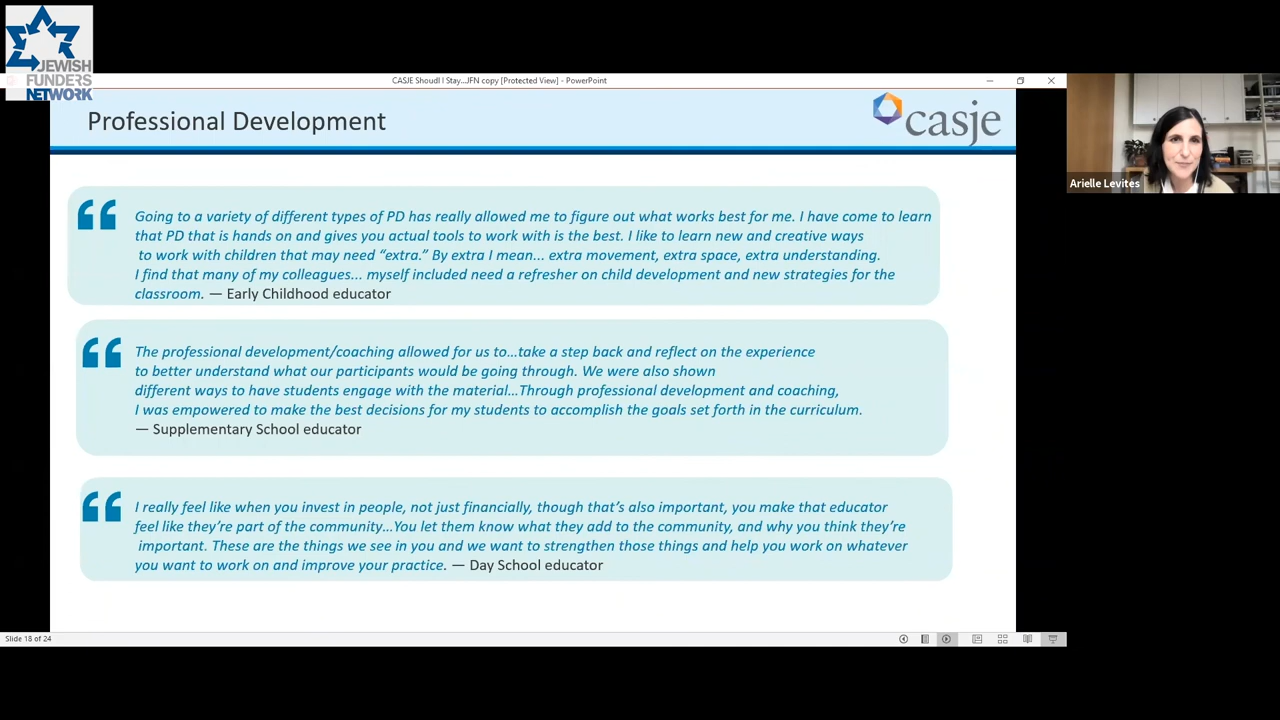 JEWISH
FUNDERS
NETWORK
CASJE Shoudl I Stay...JFN copy [Protected View] - PowerPoint
Professional Development
casje
Arielle Levites
Going to a variety of different types of PD has really allowed me to figure out what works best for me. I have come to learn
that PD that is hands on and gives you actual tools to work with is the best. I like to learn new and creative ways
to work with children that may need “extra.” By extra I mean... extra movement, extra space, extra understanding.
I find that many of my colleagues... myself included need a refresher on child development and new strategies for the
classroom. — Early Childhood educator
The professional development/coaching allowed for us to...take a step back and reflect on the experience
to better understand what our participants would be going through. We were also shown
different ways to have students engage with the material...Through professional development and coaching,
I was empowered to make the best decisions for my students to accomplish the goals set forth in the curriculum.
— Supplementary School educator
I really feel like when you invest in people, not just financially, though that’s also important, you make that educator
feel like they’re part of the community...You let them know what they add to the community, and why you think they’re
important. These are the things we see in you and we want to strengthen those things and help you work on whatever
you want to work on and improve your practice. — Day School educator
Slide 18 of 24